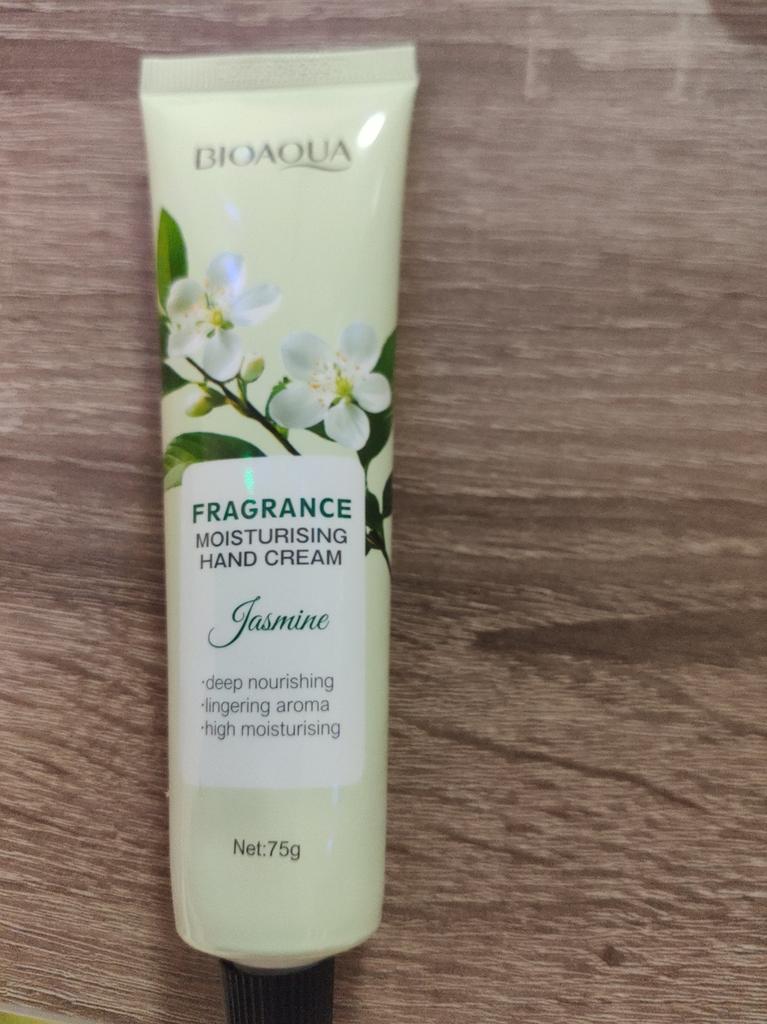 BIOAQUA
FRAGRANCE
MOISTURISING
HAND CREAM
Jasmine
·deep nourishing
·lingering aroma
·high moisturising
Net:75g